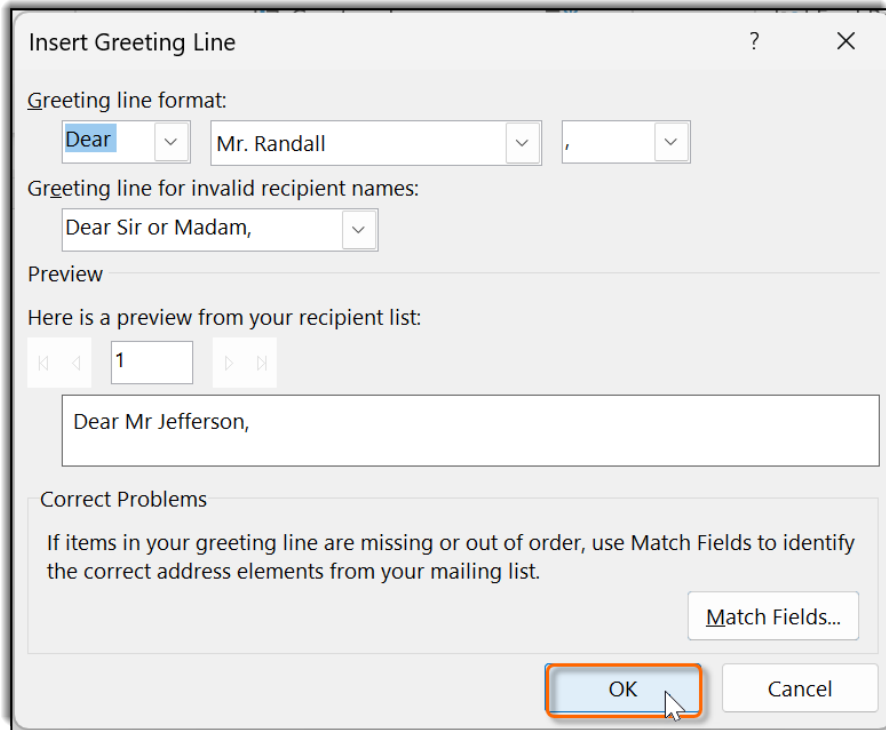 Insert Greeting Line ?
Greeting line format:
Dear Mr. Randall ,
Greeting line for invalid recipient names:
Dear Sir or Madam,
Preview
Here is a preview from your recipient list:
1
Dear Mr Jefferson,
Correct Problems
If items in your greeting line are missing or out of order, use Match Fields to identify
the correct address elements from your mailing list.
Match Fields...
OK Cancel